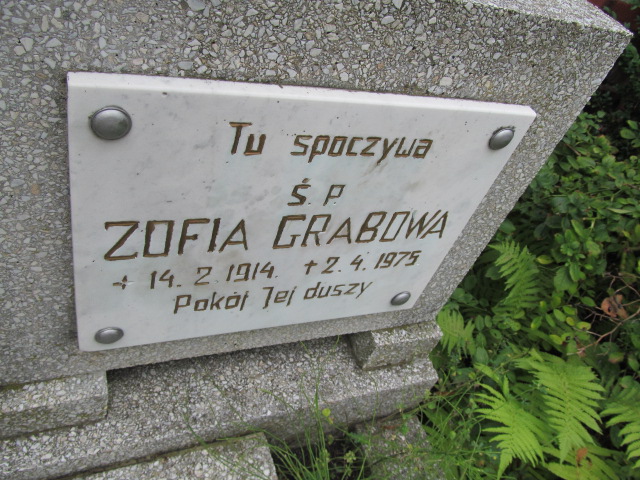 Tu spoczywa
Ś. P.
ZOFIA GRABOWA
+ 14. 2. 1914. + 2. 4. 1975
Pokój Jej duszy